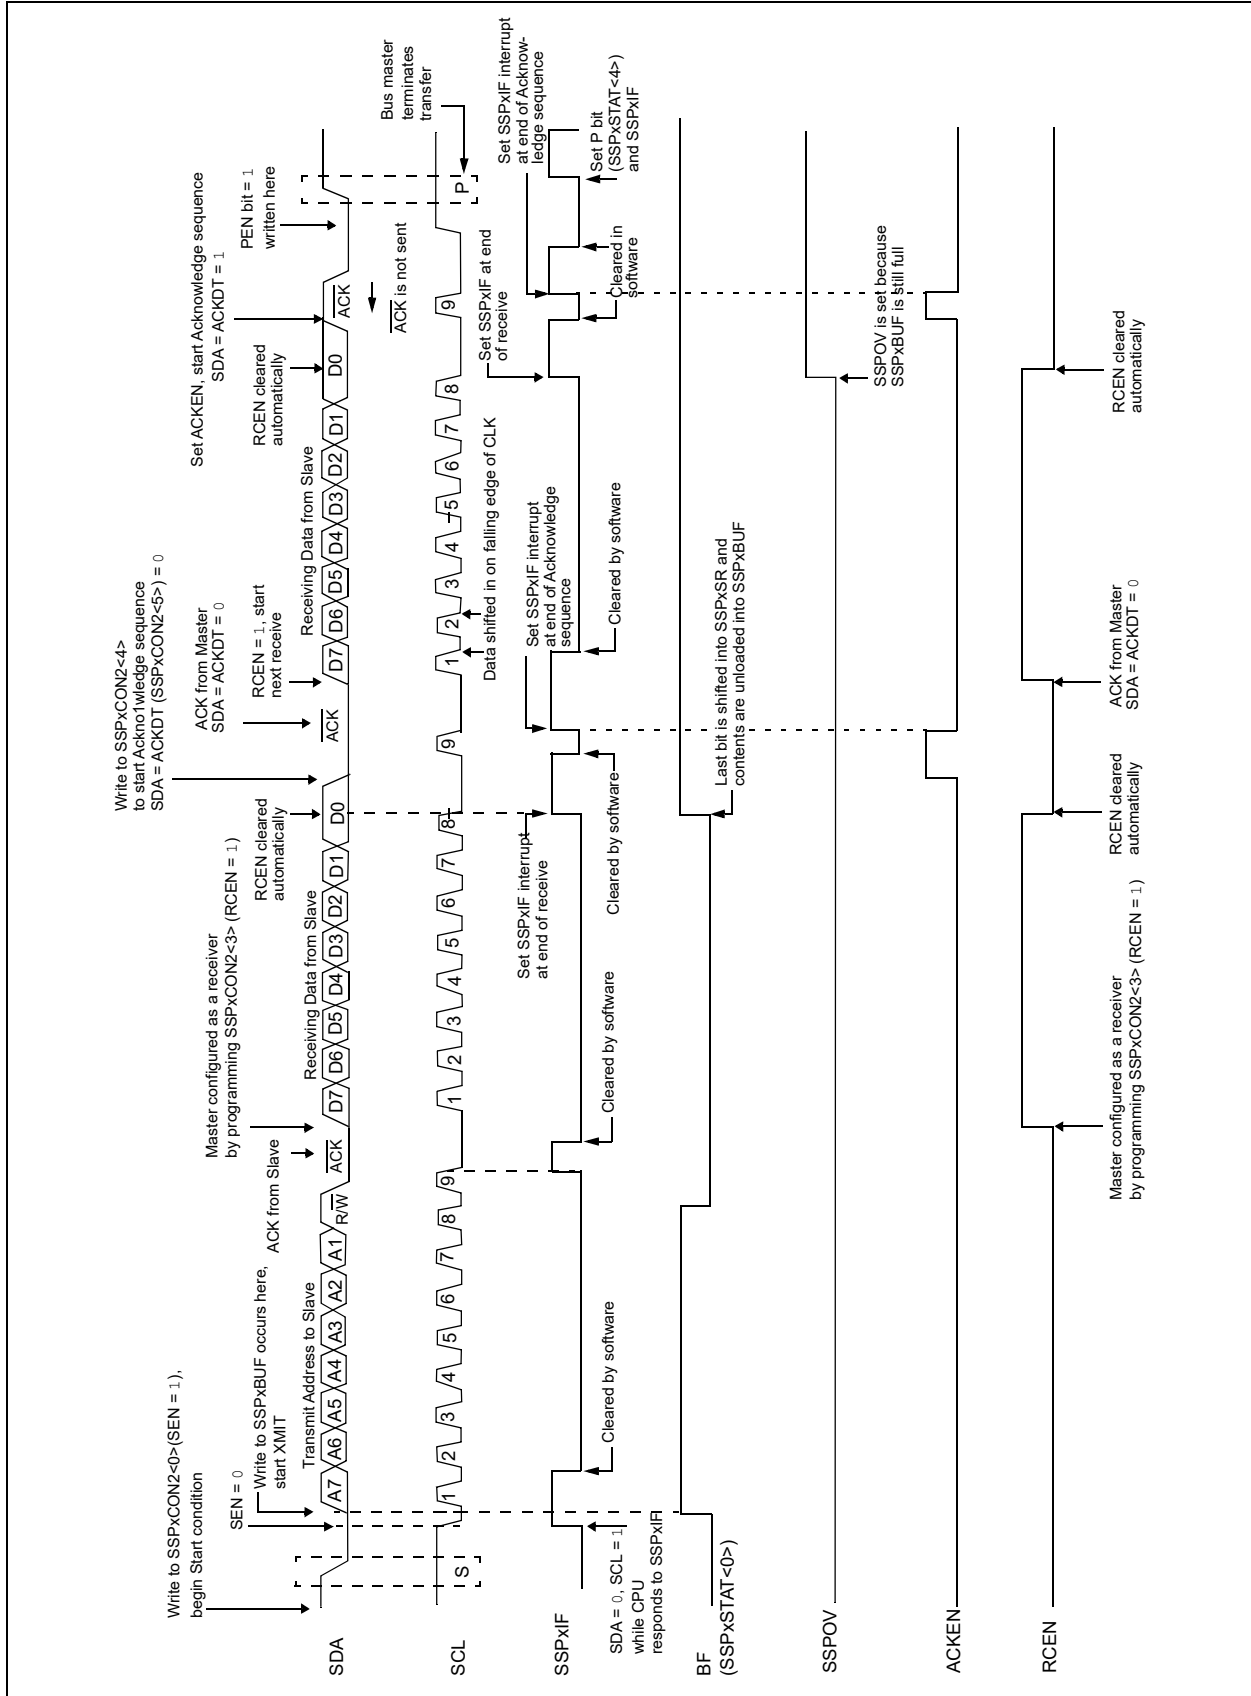 Write to SSPxCON2<0>(SEN = 1),
begin Start condition
SEN = 0
Write to SSPxBUF occurs here,
start XMIT
ACK from Slave
Master configured as a receiver
by programming SSPxCON2<3> (RCEN = 1)
RCEN cleared
automatically
Write to SSPxCON2<4>
to start Ackno1wledge sequence
SDA = ACKDT (SSPxCON2<5>) = 0
ACK from Master
SDA = ACKDT = 0
RCEN = 1, start
next receive
RCEN cleared
automatically
Set ACKEN, start Acknowledge sequence
SDA = ACKDT = 1
PEN bit = 1
written here
Transmit Address to Slave
Receiving Data from Slave
Receiving Data from Slave
SDA
A7 A6 A5 A4 A3 A2 A1 R/W ACK D7 D6 D5 D4 D3 D2 D1 D0 ACK D7 D6 D5 D4 D3 D2 D1 D0 ACK
ACK is not sent
Bus master
terminates
transfer
SCL
S 1 2 3 4 5 6 7 8 9 1 2 3 4 5 6 7 8 9 1 2 3 4 5 6 7 8 9 P
Data shifted in on falling edge of CLK
Set SSPxIF interrupt
at end of receive
Set SSPxIF interrupt
at end of Acknowledge
sequence
Set SSPxIF at end
of receive
Set SSPxIF interrupt
at end of Acknow-
ledge sequence
SSPxIF
SDA = 0, SCL = 1
while CPU
responds to SSPxIF
Cleared by software
Cleared by software
Cleared by software
Cleared by software
Cleared in
software
Set P bit
(SSPxSTAT<4>)
and SSPxIF
BF
(SSPxSTAT<0>)
Last bit is shifted into SSPxSR and
contents are unloaded into SSPxBUF
SSPOV
SSPOV is set because
SSPxBUF is still full
ACKEN
RCEN
Master configured as a receiver
by programming SSPxCON2<3> (RCEN = 1)
RCEN cleared
automatically
ACK from Master
SDA = ACKDT = 0
RCEN cleared
automatically